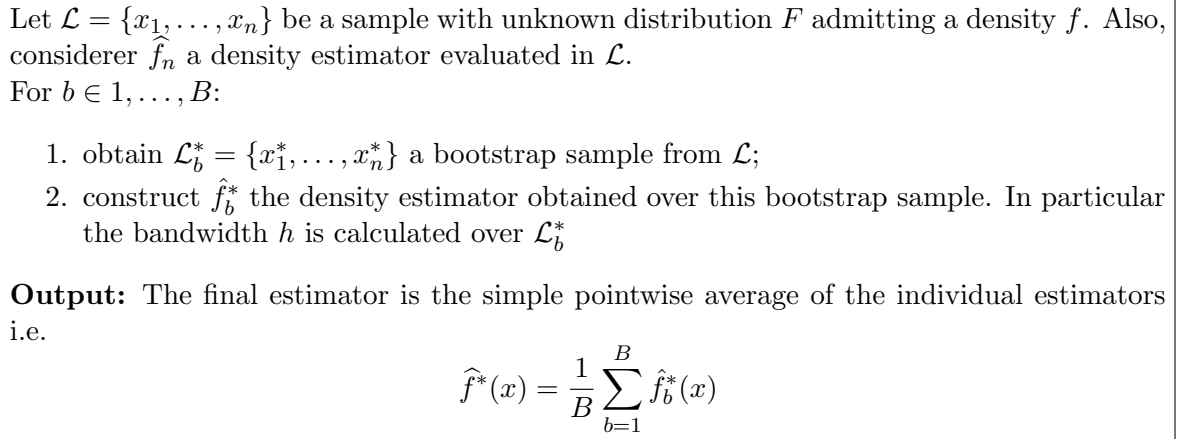 Let $\mathcal{L} = \{x_1, \ldots, x_n\}$ be a sample with unknown distribution $F$ admitting a density $f$. Also,
considerer $\widehat{f}_n$ a density estimator evaluated in $\mathcal{L}$.
For $b \in 1, \ldots, B$:
1. obtain $\mathcal{L}_b^* = \{x_1^*, \ldots, x_n^*\}$ a bootstrap sample from $\mathcal{L}$;
2. construct $\hat{f}_b^*$ the density estimator obtained over this bootstrap sample. In particular
the bandwidth $h$ is calculated over $\mathcal{L}_b^*$
Output: The final estimator is the simple pointwise average of the individual estimators
i.e.
$\widehat{f}^*(x) = \frac{1}{B} \sum_{b=1}^{B} \hat{f}_b^*(x)$